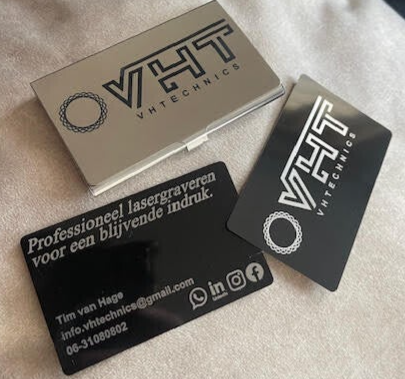 VHT
VHTECHNICS
VHT
VHTECHNICS
Professioneel lasergraveren
voor een blijvende indruk.
Tim van Hage
info.vhtechnics@gmail.com
06-31080802
in